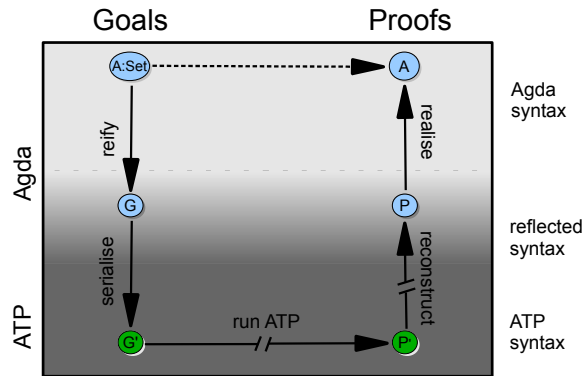 Goals
Proofs
A:Set
A
Agda
syntax
reify
realise
Agda
G
P
reflected
syntax
serialise
reconstruct
ATP
run ATP
G'
P'
ATP
syntax